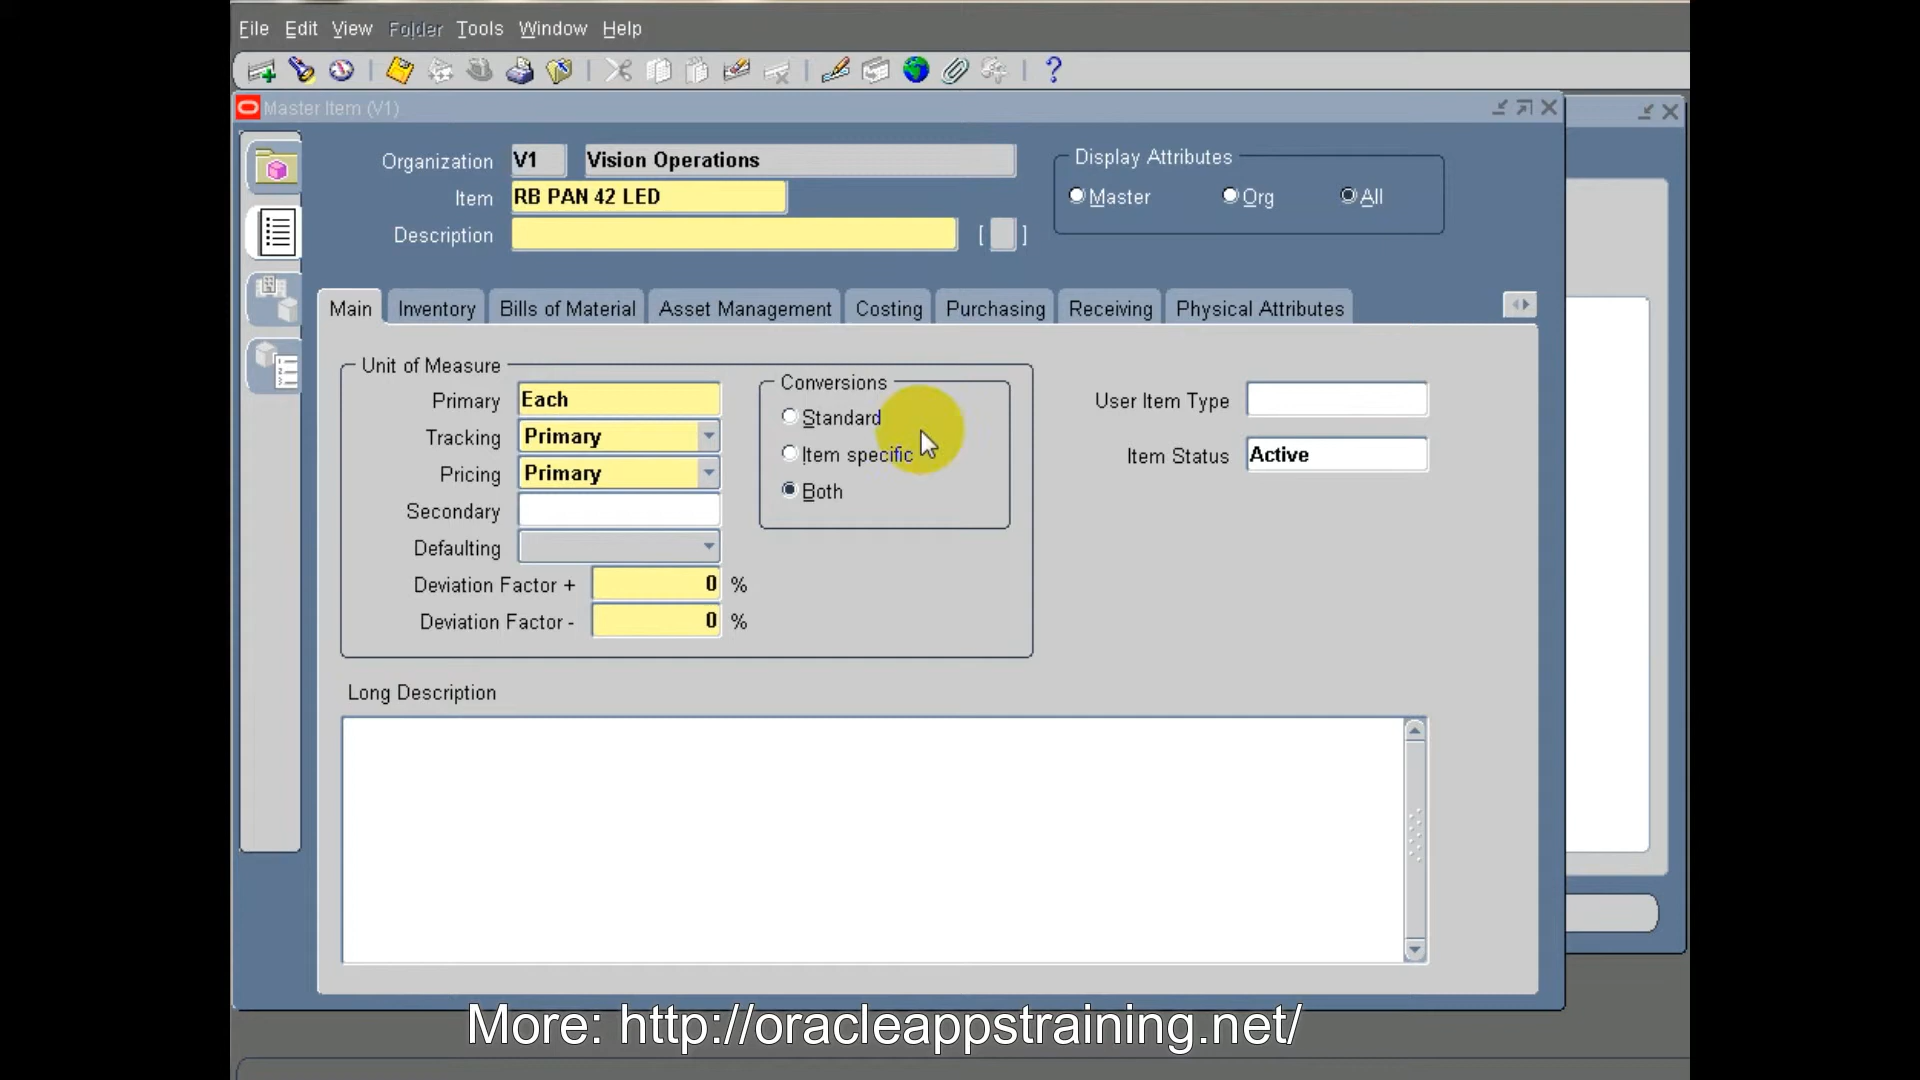 File Edit View Folder Tools Window Help
Master Item (V1)
Organization V1 Vision Operations
Item RB PAN 42 LED
Description [ ]
Display Attributes
Master Org All
Main Inventory Bills of Material Asset Management Costing Purchasing Receiving Physical Attributes
Unit of Measure
Primary Each
Tracking Primary
Pricing Primary
Secondary
Defaulting
Deviation Factor + 0 %
Deviation Factor - 0 %
Conversions
Standard
Item specific
Both
User Item Type
Item Status Active
Long Description
More: http://oracleappstraining.net/